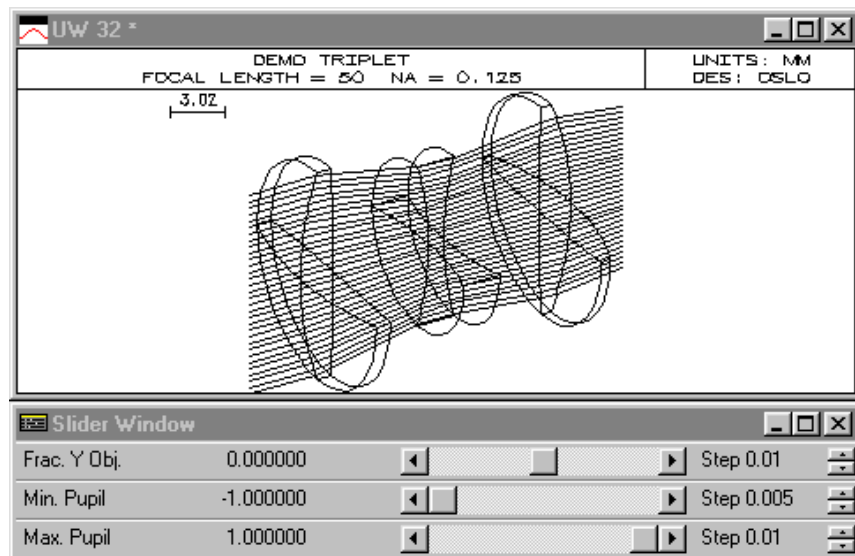 UW 32 *
DEMO TRIPLET
FOCAL LENGTH = 50 NA = 0.125
UNITS: MM
DES: OSLO
3.02
Slider Window
Frac. Y Obj. 0.000000 Step 0.01
Min. Pupil -1.000000 Step 0.005
Max. Pupil 1.000000 Step 0.01